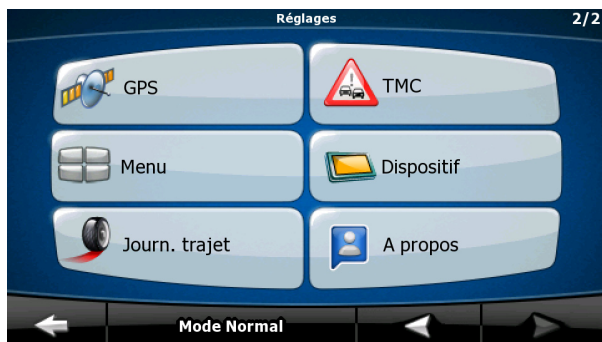 Réglages
2/2
GPS
TMC
Menu
Dispositif
Journ. trajet
A propos
Mode Normal